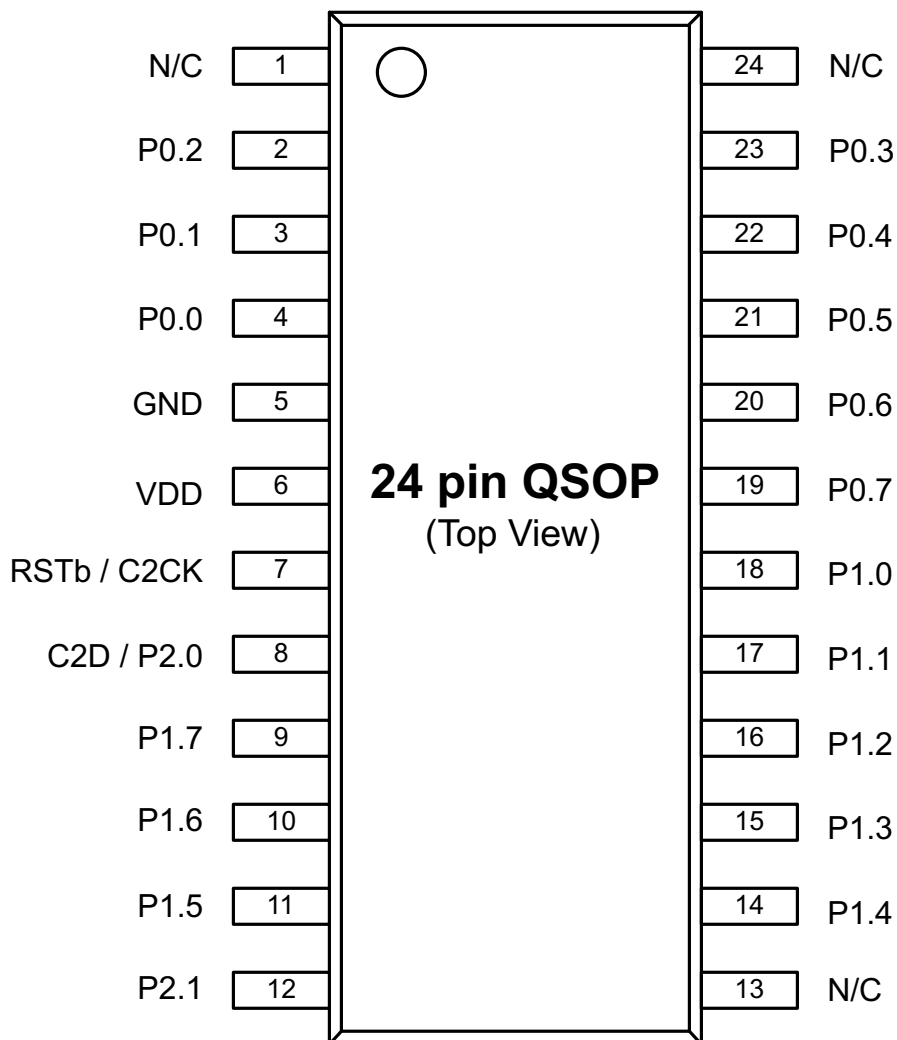 N/C 1 24 N/C
P0.2 2 23 P0.3
P0.1 3 22 P0.4
P0.0 4 21 P0.5
GND 5 20 P0.6
24 pin QSOP
VDD 6 19 P0.7
(Top View)
RSTb / C2CK 7 18 P1.0
C2D / P2.0 8 17 P1.1
P1.7 9 16 P1.2
P1.6 10 15 P1.3
P1.5 11 14 P1.4
P2.1 12 13 N/C